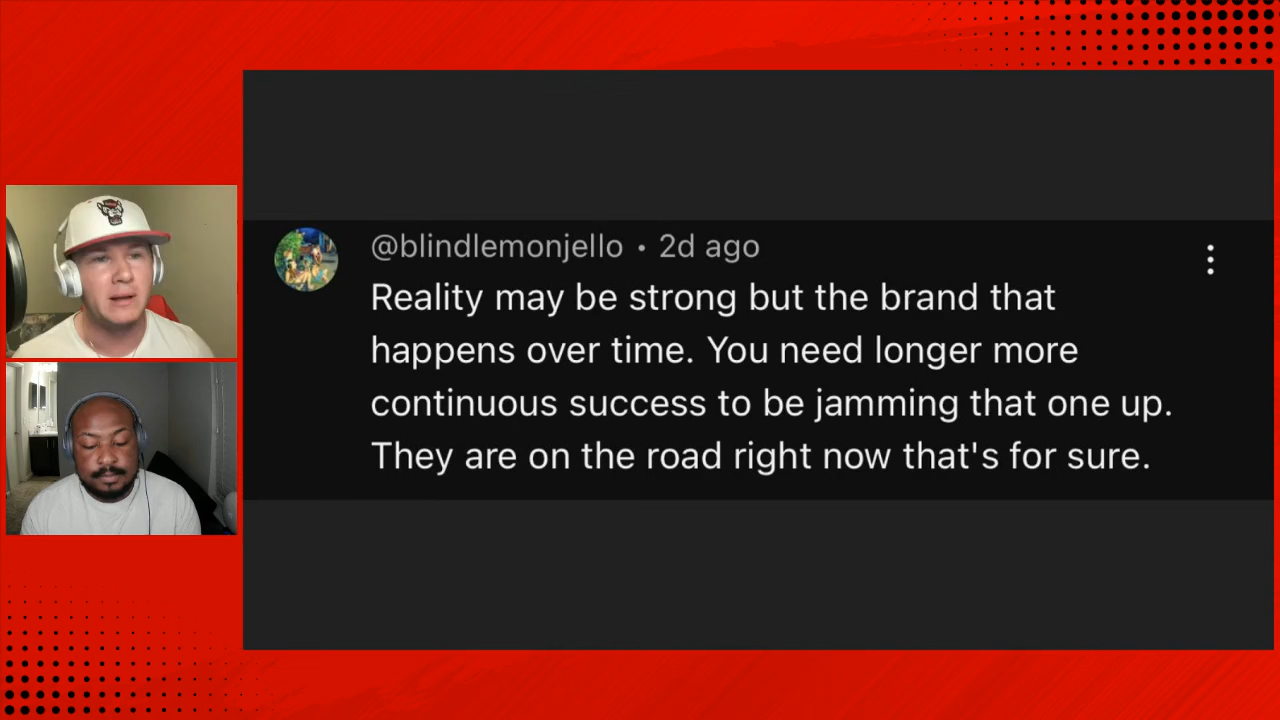 @blindlemonjello • 2d ago
Reality may be strong but the brand that
happens over time. You need longer more
continuous success to be jamming that one up.
They are on the road right now that's for sure.